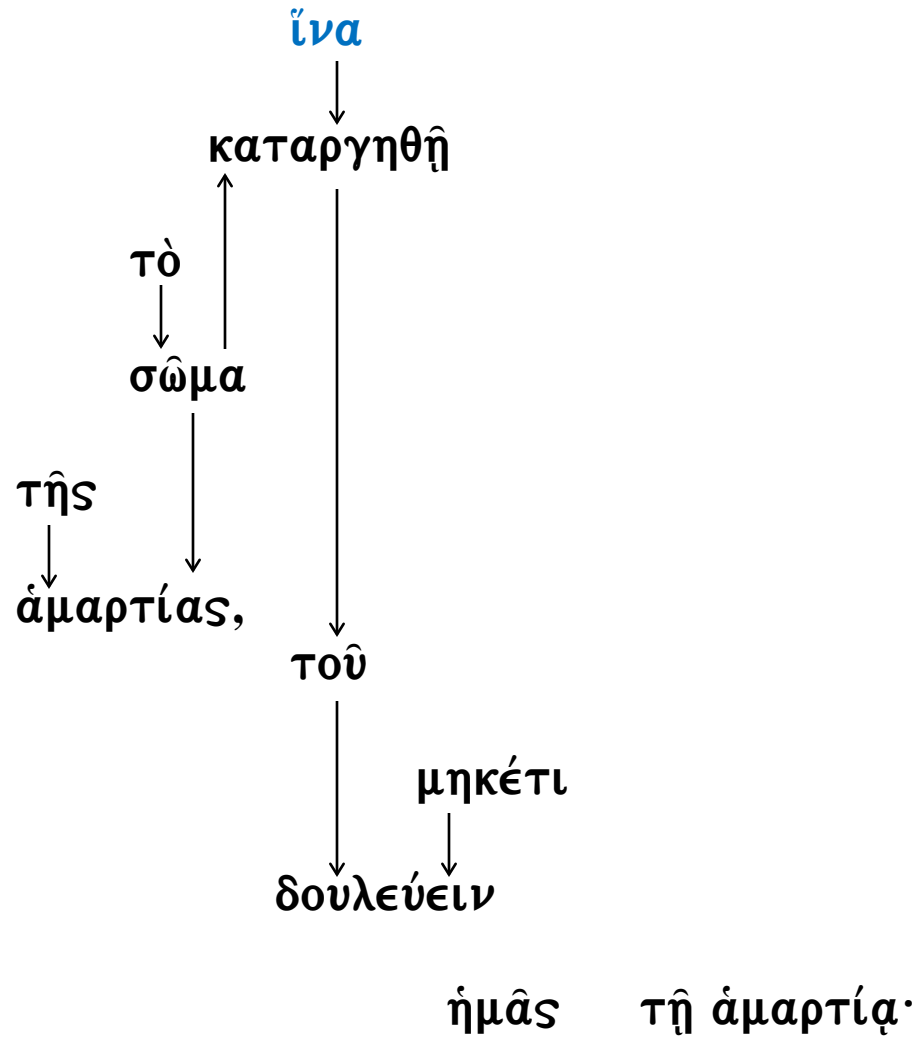 ἵνα
καταργηθῇ
τὸ
σῶμα
τῆς
ἁμαρτίας,
τοῦ
μηκέτι
δουλεύειν
ἡμᾶς τῇ ἁμαρτίᾳ·